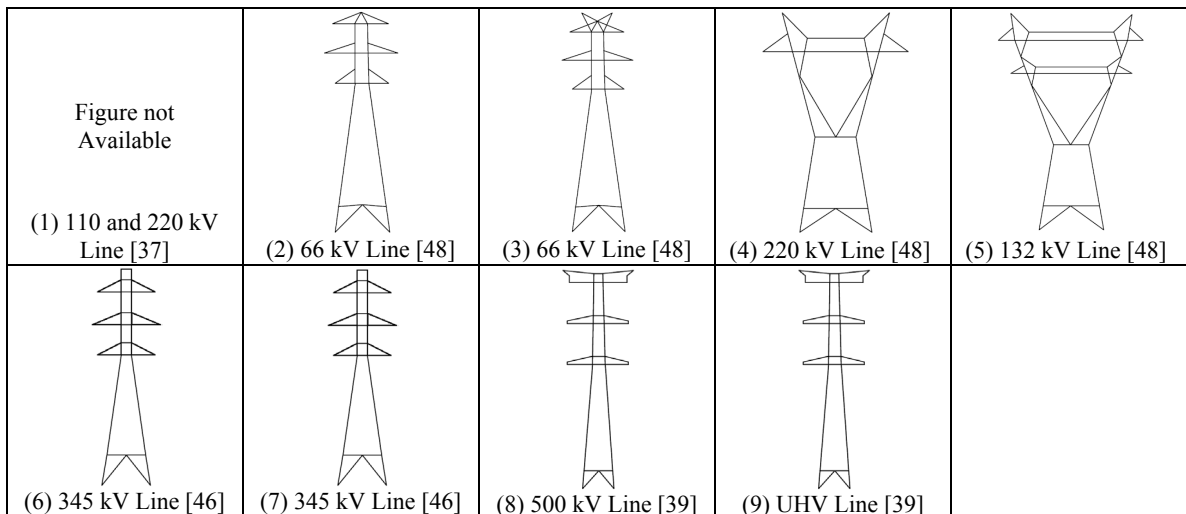 Figure not
Available
(1) 110 and 220 kV
Line [37]
(2) 66 kV Line [48]
(3) 66 kV Line [48]
(4) 220 kV Line [48]
(5) 132 kV Line [48]
(6) 345 kV Line [46]
(7) 345 kV Line [46]
(8) 500 kV Line [39]
(9) UHV Line [39]